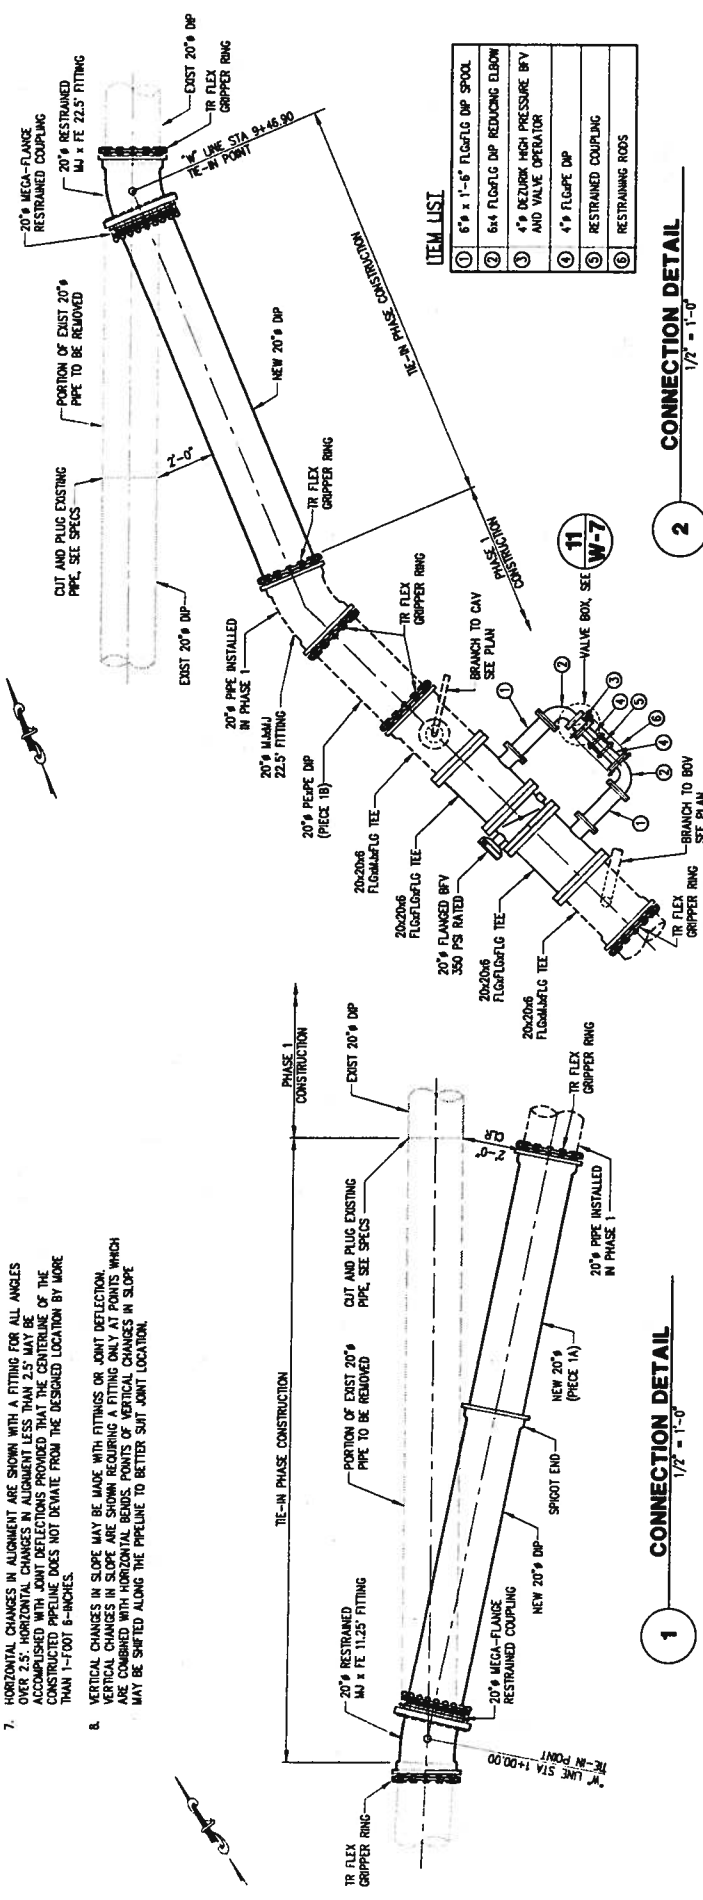 7. HORIZONTAL CHANGES IN ALIGNMENT ARE SHOWN WITH A FITTING FOR ALL ANGLES
OVER 2.5°. HORIZONTAL CHANGES IN ALIGNMENT LESS THAN 2.5° MAY BE
ACCOMPLISHED WITH JOINT DEFLECTIONS PROVIDED THAT THE CENTERLINE OF THE
CONSTRUCTED PIPELINE DOES NOT DEVIATE FROM THE DESIGNED LOCATION BY MORE
THAN 1-FOOT 6-INCHES.
8. VERTICAL CHANGES IN SLOPE MAY BE MADE WITH FITTINGS OR JOINT DEFLECTION.
VERTICAL CHANGES IN SLOPE ARE SHOWN REQUIRING A FITTING ONLY AT POINTS WHICH
ARE COMBINED WITH HORIZONTAL BENDS. POINTS OF VERTICAL CHANGES IN SLOPE
MAY BE SHIFTED ALONG THE PIPELINE TO BETTER SUIT JOINT LOCATION.
TIE-IN PHASE CONSTRUCTION
PHASE 1
CONSTRUCTION
20"ø RESTRAINED
MJ x FE 11.25° FITTING
PORTION OF EXIST 20"ø
PIPE TO BE REMOVED
CUT AND PLUG EXISTING
PIPE, SEE SPECS
EXIST 20"ø DIP
TR FLEX
GRIPPER RING
"W" LINE STA 1+00.00
TIE-IN POINT
20"ø MEGA-FLANGE
RESTRAINED COUPLING
NEW 20"ø DIP
SPIGOT END
NEW 20"ø
(PIECE 1A)
2'-0"
CLR
20"ø PIPE INSTALLED
IN PHASE 1
TR FLEX
GRIPPER RING
1
CONNECTION DETAIL
1/2" = 1'-0"
CUT AND PLUG EXISTING
PIPE, SEE SPECS
PORTION OF EXIST 20"ø
PIPE TO BE REMOVED
20"ø MEGA-FLANGE
RESTRAINED COUPLING
20"ø RESTRAINED
MJ x FE 22.5° FITTING
EXIST 20"ø DIP
TR FLEX
GRIPPER RING
"W" LINE STA 9+46.90
TIE-IN POINT
2'-0"
EXIST 20"ø DIP
NEW 20"ø DIP
20"ø PIPE INSTALLED
IN PHASE 1
TR FLEX
GRIPPER RING
TIE-IN PHASE CONSTRUCTION
20"ø MJxMJ
22.5° FITTING
PHASE 1
CONSTRUCTION
20"ø PExPE DIP
(PIECE 1B)
TR FLEX
GRIPPER RING
20x20x6
FLGxMJxFLG TEE
BRANCH TO CAV
SEE PLAN
20x20x6
FLGxFLGxFLG TEE
20"ø FLANGED BFV
350 PSI RATED
20x20x6
FLGxFLGxFLG TEE
20x20x6
FLGxMJxFLG TEE
VALVE BOX, SEE
11
W-7
1
2
3
4
5
6
4
2
1
BRANCH TO BOV
SEE PLAN
TR FLEX
GRIPPER RING
ITEM LIST
1 6"ø x 1'-6" FLGxFLG DIP SPOOL
2 6x4 FLGxFLG DIP REDUCING ELBOW
3 4"ø DEZURIK HIGH PRESSURE BFV
AND VALVE OPERATOR
4 4"ø FLGxPE DIP
5 RESTRAINED COUPLING
6 RESTRAINING RODS
2
CONNECTION DETAIL
1/2" = 1'-0"